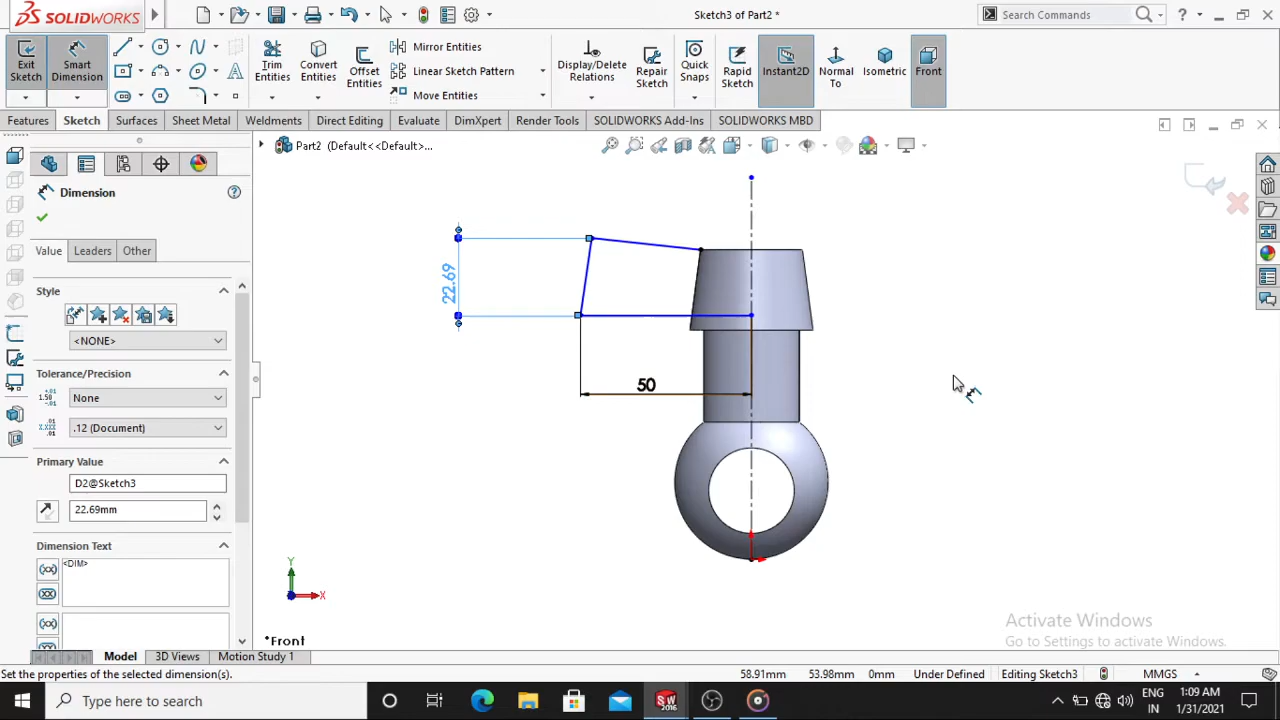 SOLIDWORKS
Sketch3 of Part2 *
Search Commands
Exit Sketch
Smart Dimension
Trim Entities
Convert Entities
Offset Entities
Mirror Entities
Linear Sketch Pattern
Move Entities
Display/Delete Relations
Repair Sketch
Quick Snaps
Rapid Sketch
Instant2D
Normal To
Isometric
Front
Features
Sketch
Surfaces
Sheet Metal
Weldments
Direct Editing
Evaluate
DimXpert
Render Tools
SOLIDWORKS Add-Ins
SOLIDWORKS MBD
Part2 (Default<<Default>...
Dimension
Value
Leaders
Other
Style
<NONE>
Tolerance/Precision
None
.12 (Document)
Primary Value
D2@Sketch3
22.69mm
Dimension Text
<DIM>
22.69
50
Y
X
*Front
Activate Windows
Go to Settings to activate Windows.
Model
3D Views
Motion Study 1
Set the properties of the selected dimension(s).
58.91mm
53.98mm
0mm
Under Defined
Editing Sketch3
MMGS
Type here to search
ENG
IN
1:09 AM
1/31/2021